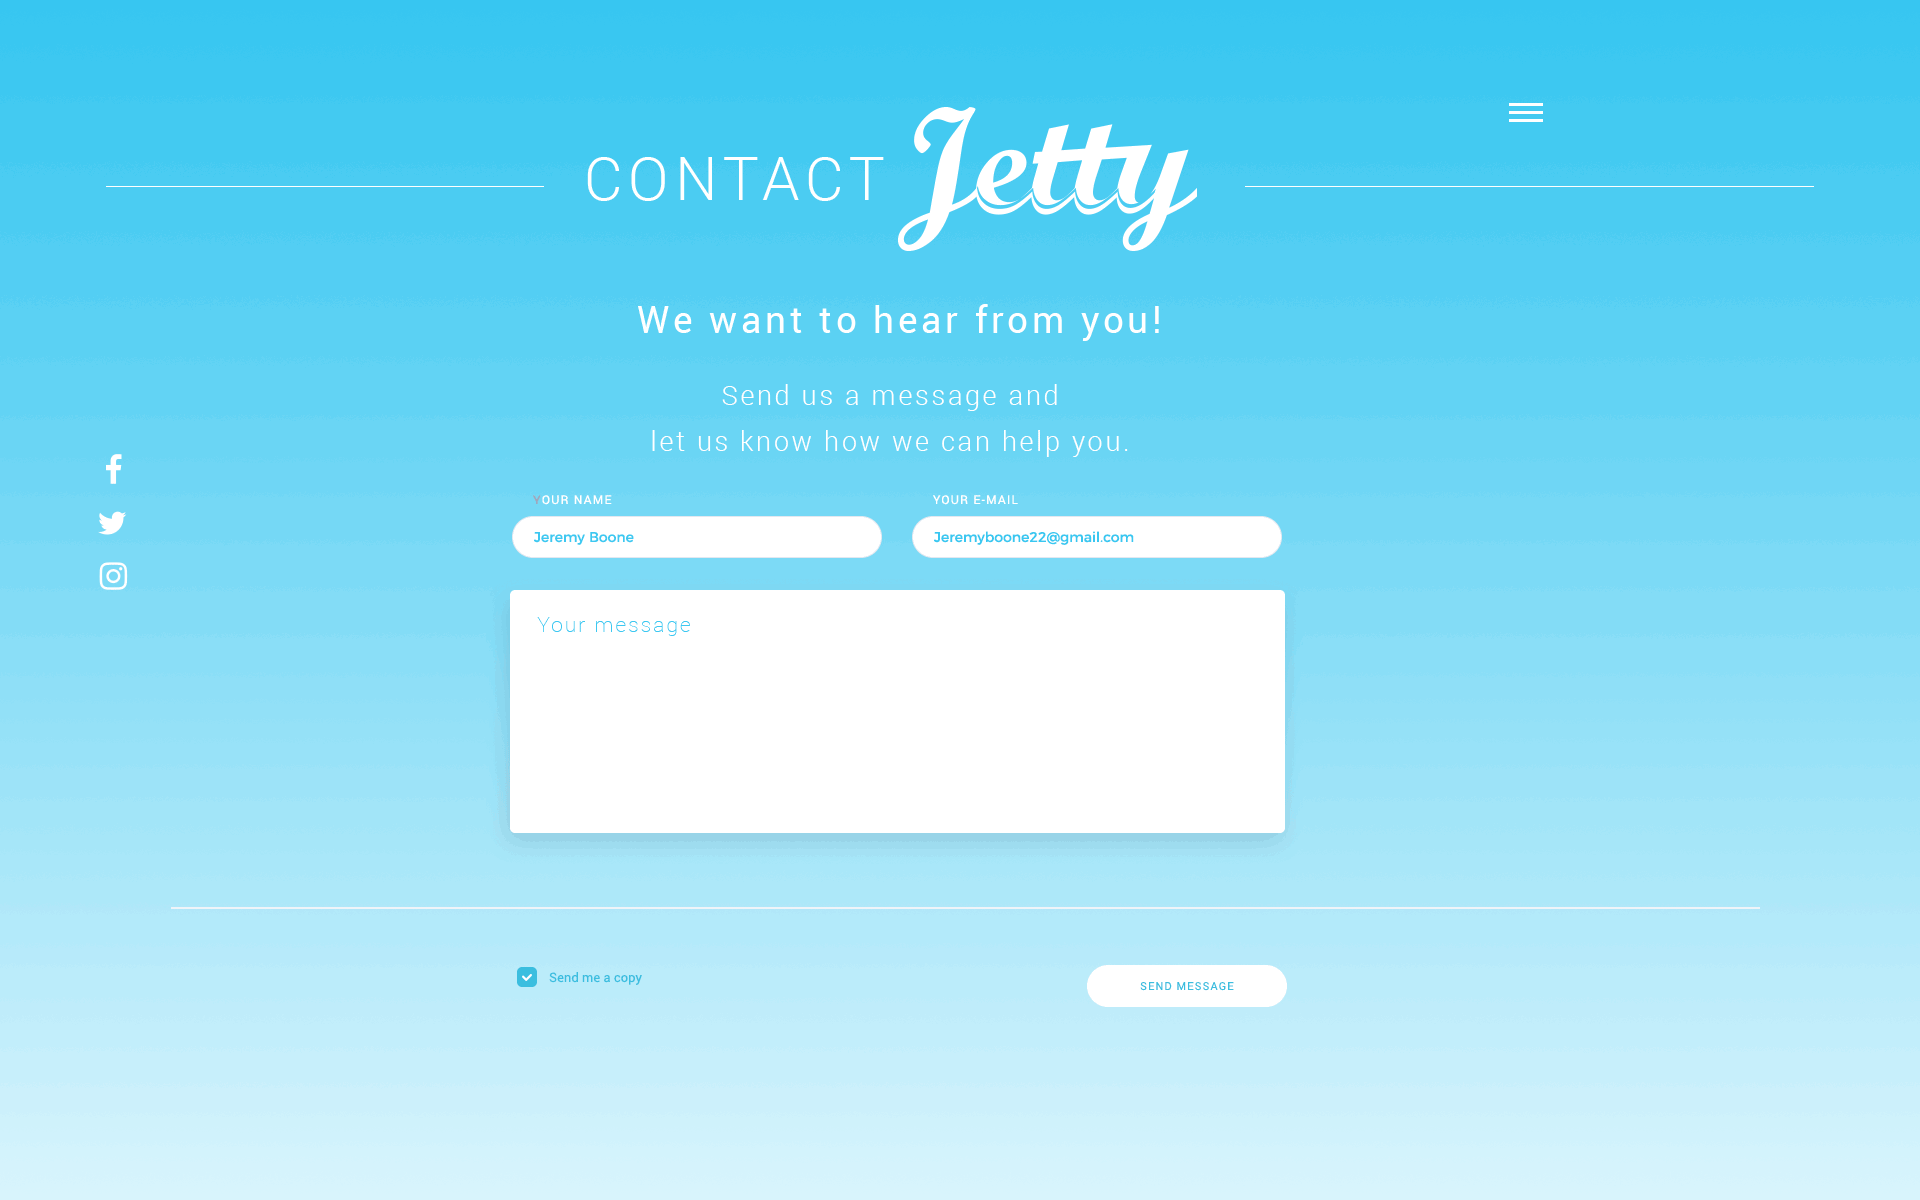 CONTACT Jetty
We want to hear from you!
Send us a message and
let us know how we can help you.
YOUR NAME
YOUR E-MAIL
Jeremy Boone
Jeremyboone22@gmail.com
Your message
Send me a copy
SEND MESSAGE